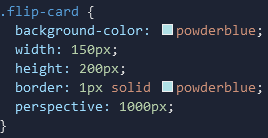 .flip-card {
  background-color: powderblue;
  width: 150px;
  height: 200px;
  border: 1px solid powderblue;
  perspective: 1000px;
}